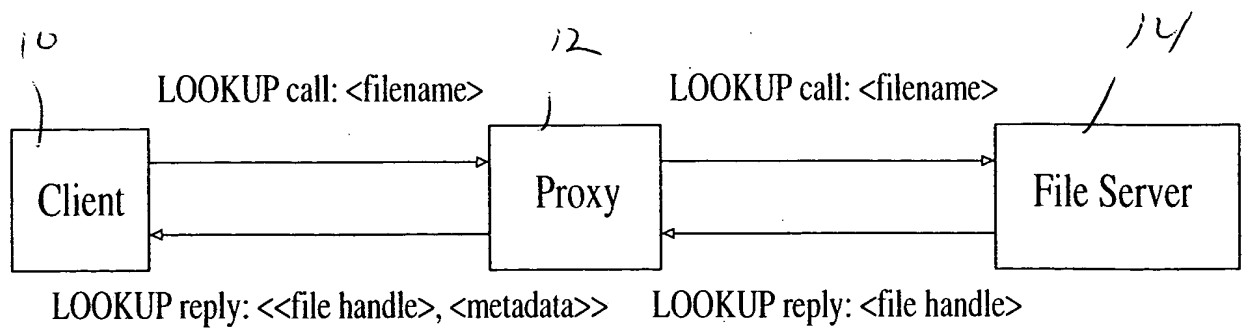 10
12
14
LOOKUP call: <filename>
LOOKUP call: <filename>
Client
Proxy
File Server
LOOKUP reply: <<file handle>, <metadata>>
LOOKUP reply: <file handle>